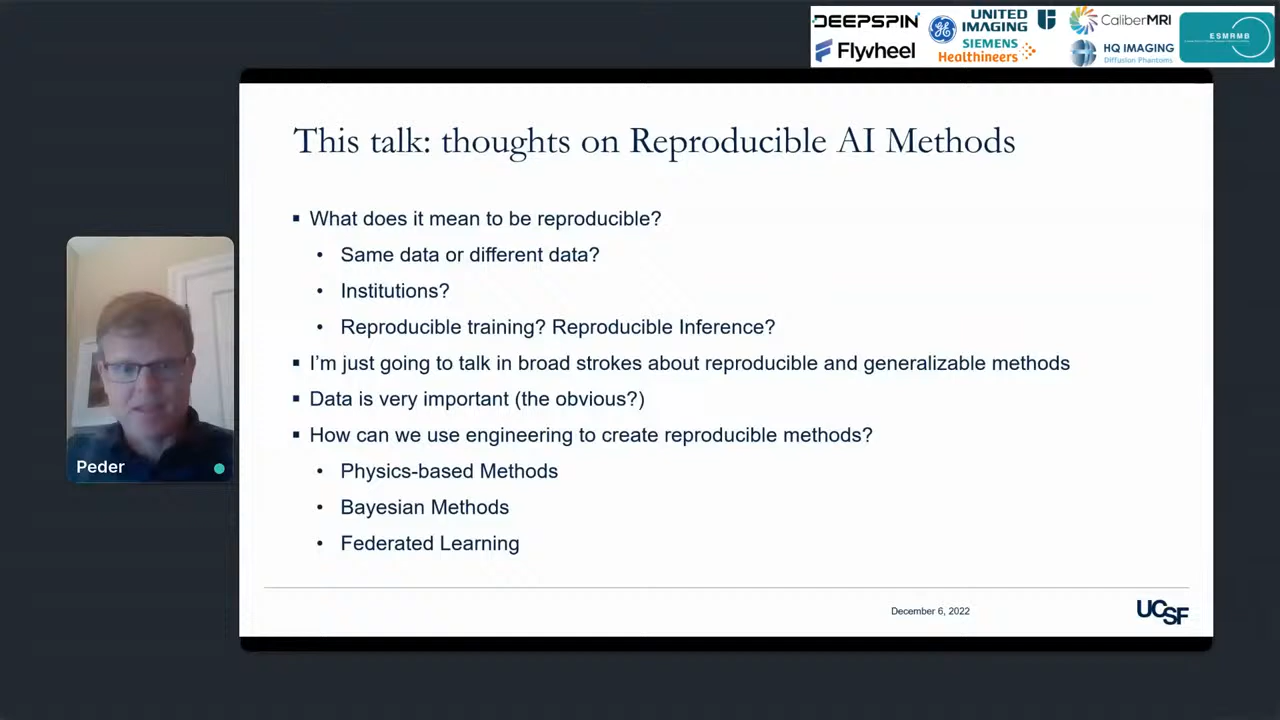 DEEPSPIN
UNITED
IMAGING
CaliberMRI
ESMRMB
Flywheel
GE
SIEMENS
Healthineers
HQ IMAGING
Diffusion Phantoms
This talk: thoughts on Reproducible AI Methods
What does it mean to be reproducible?
Same data or different data?
Institutions?
Reproducible training? Reproducible Inference?
I’m just going to talk in broad strokes about reproducible and generalizable methods
Data is very important (the obvious?)
How can we use engineering to create reproducible methods?
Physics-based Methods
Bayesian Methods
Federated Learning
Peder
December 6, 2022
UCSF